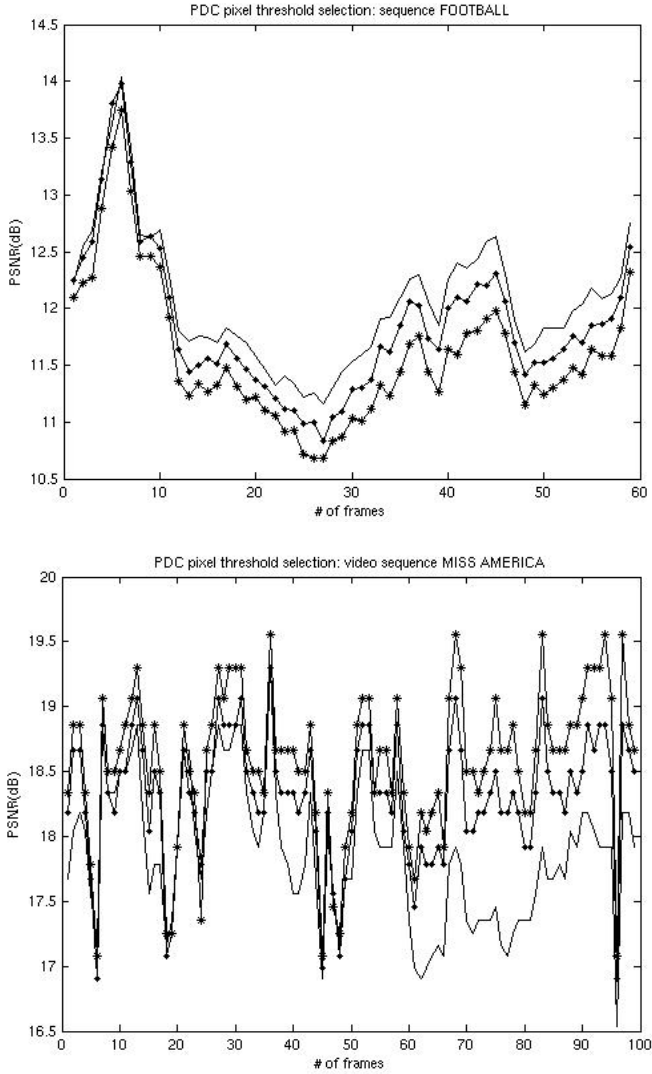 PDC pixel threshold selection: sequence FOOTBALL
14.5
14
13.5
13
12.5
12
11.5
11
10.5
PSNR(dB)
0 10 20 30 40 50 60
# of frames
PDC pixel threshold selection: video sequence MISS AMERICA
20
19.5
19
18.5
18
17.5
17
16.5
PSNR(dB)
0 10 20 30 40 50 60 70 80 90 100
# of frames